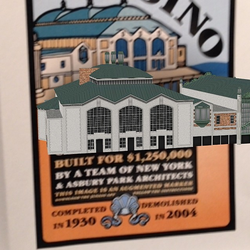 INO
BUILT FOR $1,250,000
BY A TEAM OF NEW YORK
& ASBURY PARK ARCHITECTS
THIS IMAGE IS AN AUGMENTED MARKER
COMPLETED
IN 1930
DEMOLISHED
IN 2004